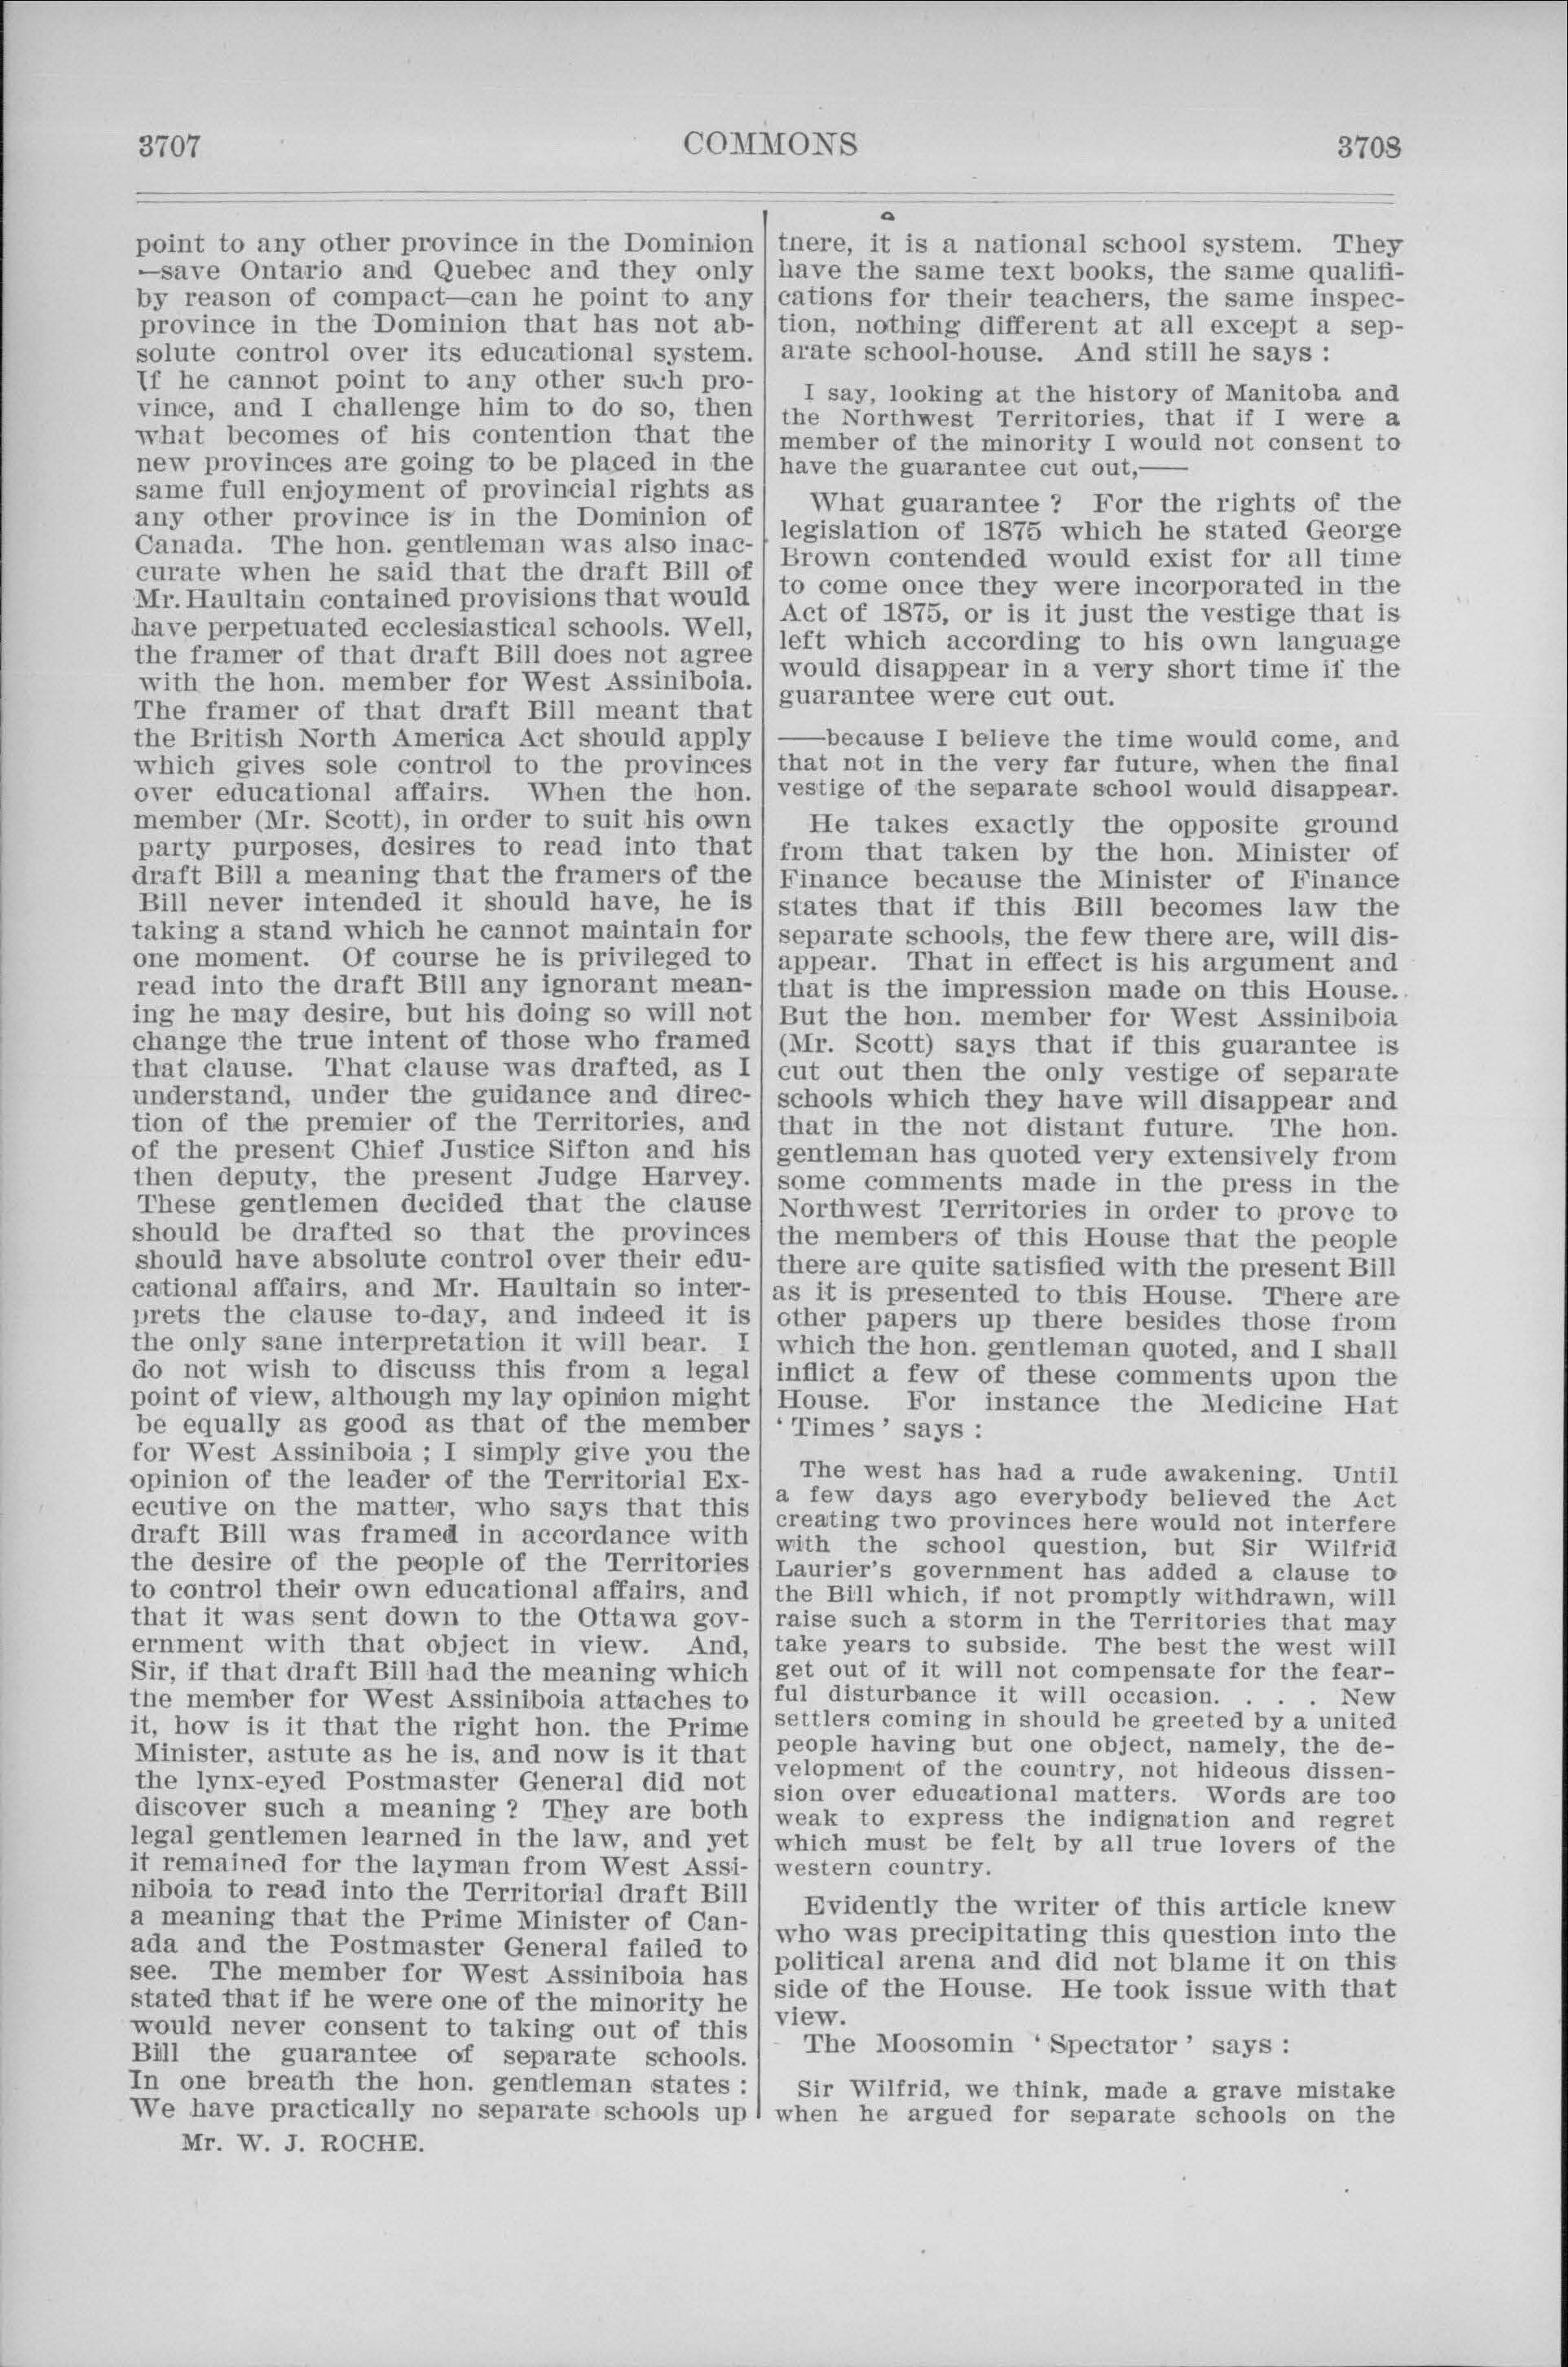 3707 COMMONS 3708
point to any other province in the Dominion
—save Ontario and Quebec and they only
by reason of compact—can he point to any
province in the Dominion that has not ab-
solute control over its educational system.
If he cannot point to any other such pro-
vince, and I challenge him to do so, then
what becomes of his contention that the
new provinces are going to be placed in the
same full enjoyment of provincial rights as
any other province is in the Dominion of
Canada. The hon. gentleman was also inac-
curate when he said that the draft Bill of
Mr. Haultain contained provisions that would
have perpetuated ecclesiastical schools. Well,
the framer of that draft Bill does not agree
with the hon. member for West Assiniboia.
The framer of that draft Bill meant that
the British North America Act should apply
which gives sole control to the provinces
over educational affairs. When the hon.
member (Mr. Scott), in order to suit his own
party purposes, desires to read into that
draft Bill a meaning that the framers of the
Bill never intended it should have, he is
taking a stand which he cannot maintain for
one moment. Of course he is privileged to
read into the draft Bill any ignorant mean-
ing he may desire, but his doing so will not
change the true intent of those who framed
that clause. That clause was drafted, as I
understand, under the guidance and direc-
tion of the premier of the Territories, and
of the present Chief Justice Sifton and his
then deputy, the present Judge Harvey.
These gentlemen decided that the clause
should be drafted so that the provinces
should have absolute control over their edu-
cational affairs, and Mr. Haultain so inter-
prets the clause to-day, and indeed it is
the only sane interpretation it will bear. I
do not wish to discuss this from a legal
point of view, although my lay opinion might
be equally as good as that of the member
for West Assiniboia ; I simply give you the
opinion of the leader of the Territorial Ex-
ecutive on the matter, who says that this
draft Bill was framed in accordance with
the desire of the people of the Territories
to control their own educational affairs, and
that it was sent down to the Ottawa gov-
ernment with that object in view. And,
Sir, if that draft Bill had the meaning which
the member for West Assiniboia attaches to
it, how is it that the right hon. the Prime
Minister, astute as he is, and now is it that
the lynx-eyed Postmaster General did not
discover such a meaning ? They are both
legal gentlemen learned in the law, and yet
it remained for the layman from West Assi-
niboia to read into the Territorial draft Bill
a meaning that the Prime Minister of Can-
ada and the Postmaster General failed to
see. The member for West Assiniboia has
stated that if he were one of the minority he
would never consent to taking out of this
Bill the guarantee of separate schools.
In one breath the hon. gentleman states :
We have practically no separate schools up
Mr. W. J. ROCHE.
tnere, it is a national school system. They
have the same text books, the same qualifi-
cations for their teachers, the same inspec-
tion, nothing different at all except a sep-
arate school-house. And still he says :
I say, looking at the history of Manitoba and
the Northwest Territories, that if I were a
member of the minority I would not consent to
have the guarantee cut out,——
What guarantee ? For the rights of the
legislation of 1875 which he stated George
Brown contended would exist for all time
to come once they were incorporated in the
Act of 1875, or is it just the vestige that is
left which according to his own language
would disappear in a very short time if the
guarantee were cut out.
——because I believe the time would come, and
that not in the very far future, when the final
vestige of the separate school would disappear.
He takes exactly the opposite ground
from that taken by the hon. Minister of
Finance because the Minister of Finance
states that if this Bill becomes law the
separate schools, the few there are, will dis-
appear. That in effect is his argument and
that is the impression made on this House.
But the hon. member for West Assiniboia
(Mr. Scott) says that if this guarantee is
cut out then the only vestige of separate
schools which they have will disappear and
that in the not distant future. The hon.
gentleman has quoted very extensively from
some comments made in the press in the
Northwest Territories in order to prove to
the members of this House that the people
there are quite satisfied with the present Bill
as it is presented to this House. There are
other papers up there besides those from
which the hon. gentleman quoted, and I shall
inflict a few of these comments upon the
House. For instance the Medicine Hat
' Times ' says :
The west has had a rude awakening. Until
a few days ago everybody believed the Act
creating two provinces here would not interfere
with the school question, but Sir Wilfrid
Laurier's government has added a clause to
the Bill which, if not promptly withdrawn, will
raise such a storm in the Territories that may
take years to subside. The best the west will
get out of it will not compensate for the fear-
ful disturbance it will occasion. . . . New
settlers coming in should be greeted by a united
people having but one object, namely, the de-
velopment of the country, not hideous dissen-
sion over educational matters. Words are too
weak to express the indignation and regret
which must be felt by all true lovers of the
western country.
Evidently the writer of this article knew
who was precipitating this question into the
political arena and did not blame it on this
side of the House. He took issue with that
view.
The Moosomin ' Spectator ' says :
Sir Wilfrid, we think, made a grave mistake
when he argued for separate schools on the